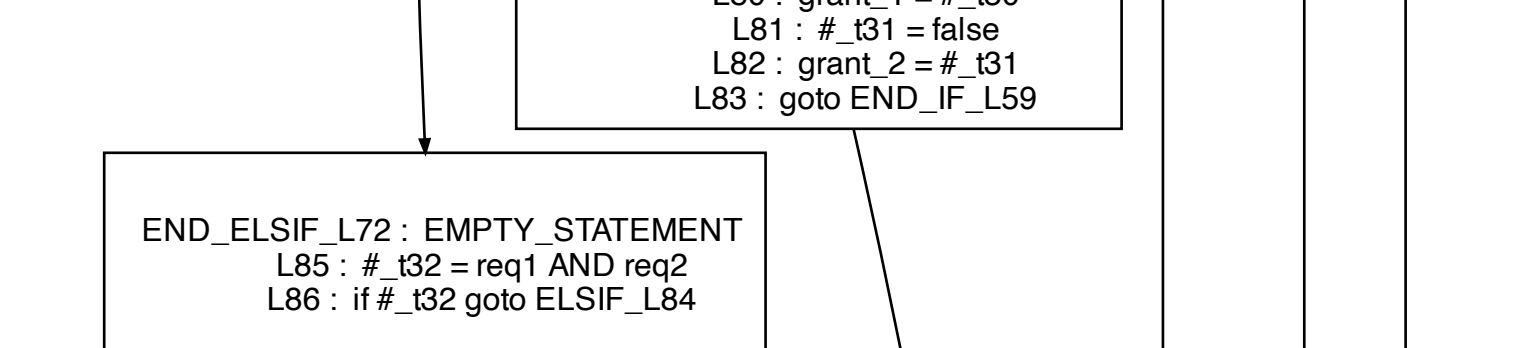 L81 : #_t31 = false
L82 : grant_2 = #_t31
L83 : goto END_IF_L59
END_ELSIF_L72 : EMPTY_STATEMENT
L85 : #_t32 = req1 AND req2
L86 : if #_t32 goto ELSIF_L84